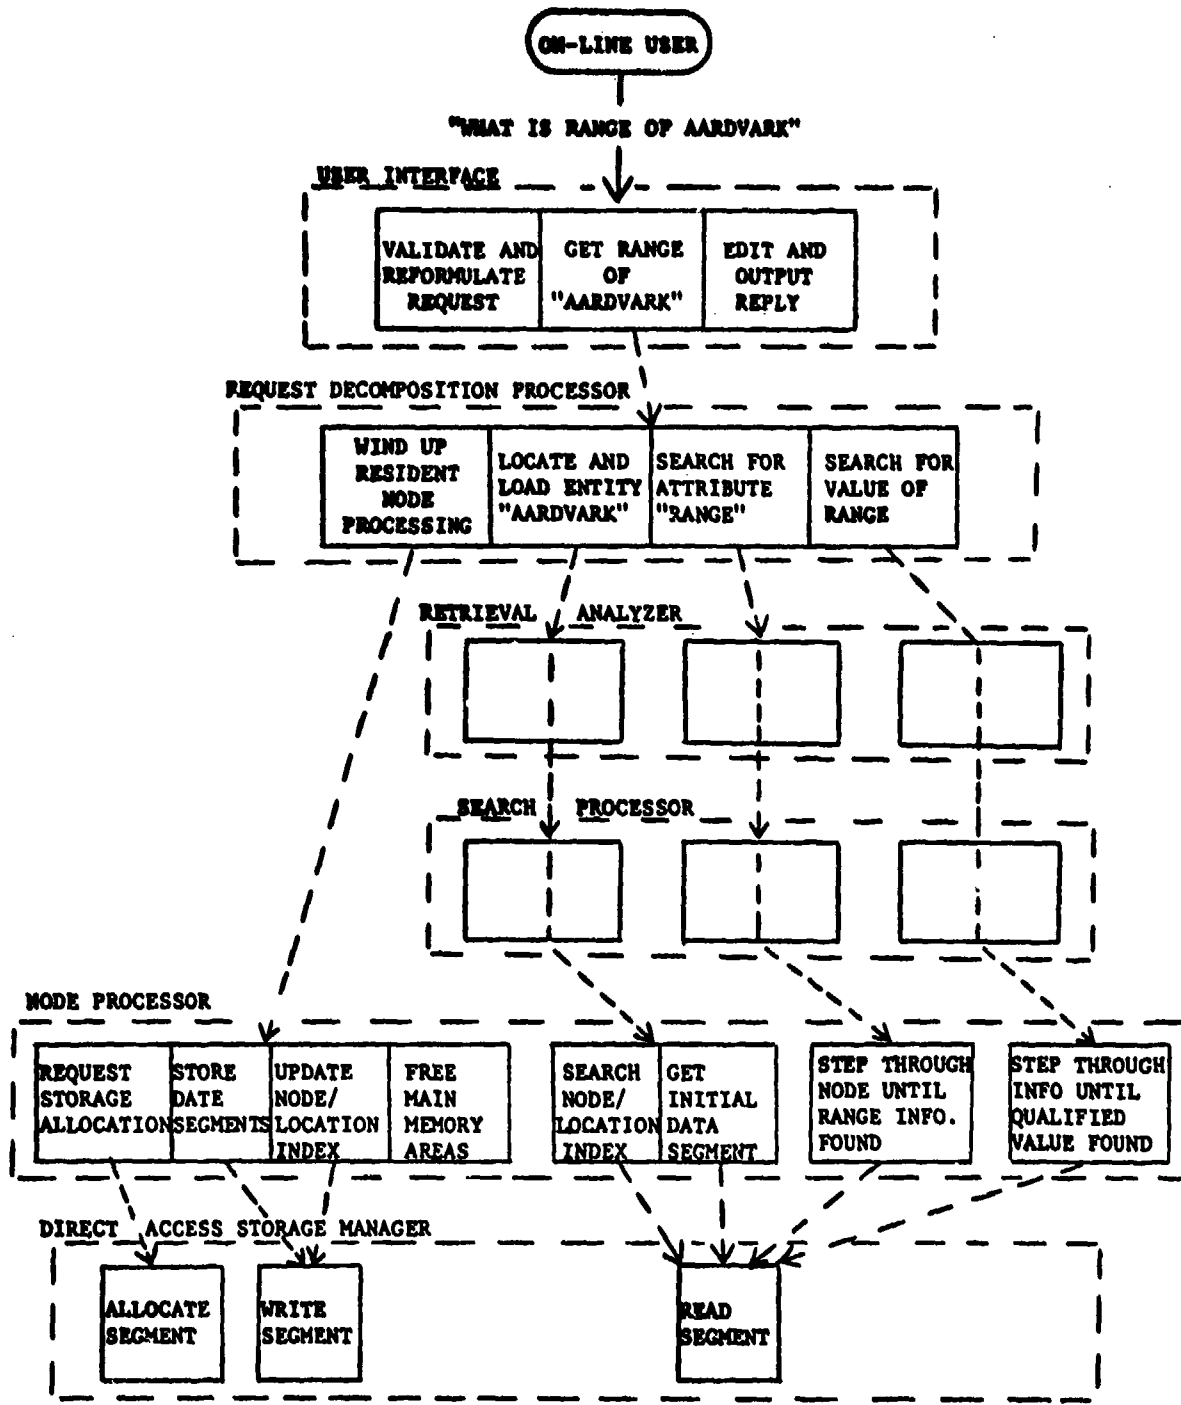 ON-LINE USER
"WHAT IS RANGE OF AARDVARK"
USER INTERFACE
VALIDATE AND
REFORMULATE
REQUEST
GET RANGE
OF
"AARDVARK"
EDIT AND
OUTPUT
REPLY
REQUEST DECOMPOSITION PROCESSOR
WIND UP
RESIDENT
NODE
PROCESSING
LOCATE AND
LOAD ENTITY
"AARDVARK"
SEARCH FOR
ATTRIBUTE
"RANGE"
SEARCH FOR
VALUE OF
RANGE
RETRIEVAL ANALYZER
SEARCH PROCESSOR
NODE PROCESSOR
REQUEST
STORAGE
ALLOCATION
STORE
DATE
SEGMENTS
UPDATE
NODE/
LOCATION
INDEX
FREE
MAIN
MEMORY
AREAS
SEARCH
NODE/
LOCATION
INDEX
GET
INITIAL
DATA
SEGMENT
STEP THROUGH
NODE UNTIL
RANGE INFO.
FOUND
STEP THROUGH
INFO UNTIL
QUALIFIED
VALUE FOUND
DIRECT ACCESS STORAGE MANAGER
ALLOCATE
SEGMENT
WRITE
SEGMENT
READ
SEGMENT